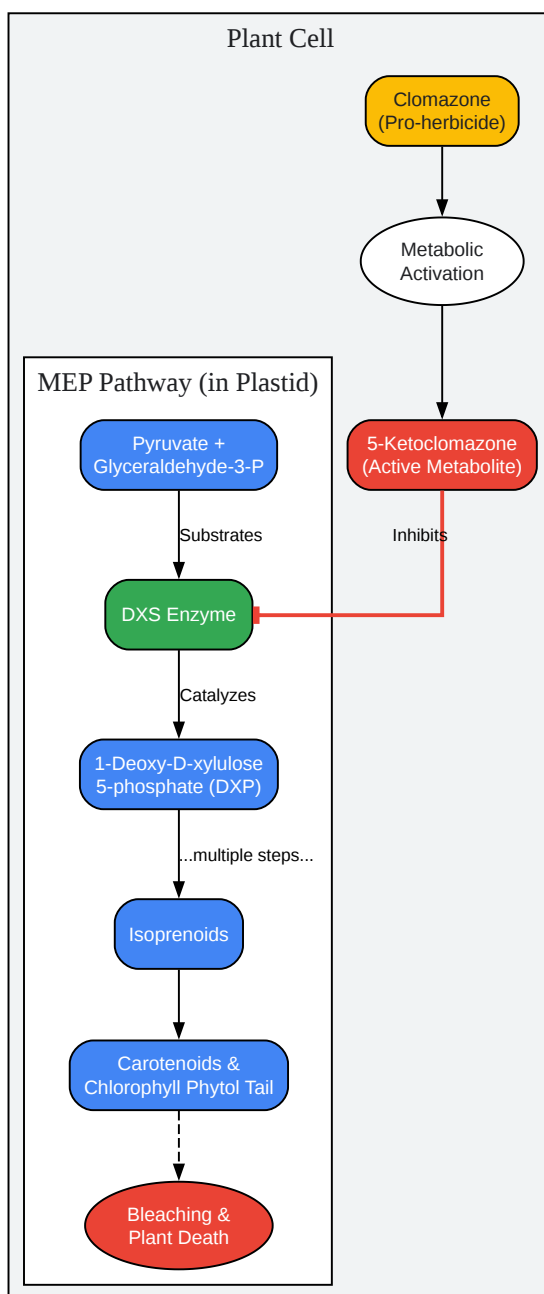 Plant Cell
Clomazone
(Pro-herbicide)
Metabolic
Activation
MEP Pathway (in Plastid)
Pyruvate +
Glyceraldehyde-3-P
5-Ketoclomazone
(Active Metabolite)
Substrates
Inhibits
DXS Enzyme
Catalyzes
1-Deoxy-D-xylulose
5-phosphate (DXP)
...multiple steps...
Isoprenoids
Carotenoids &
Chlorophyll Phytol Tail
Bleaching &
Plant Death